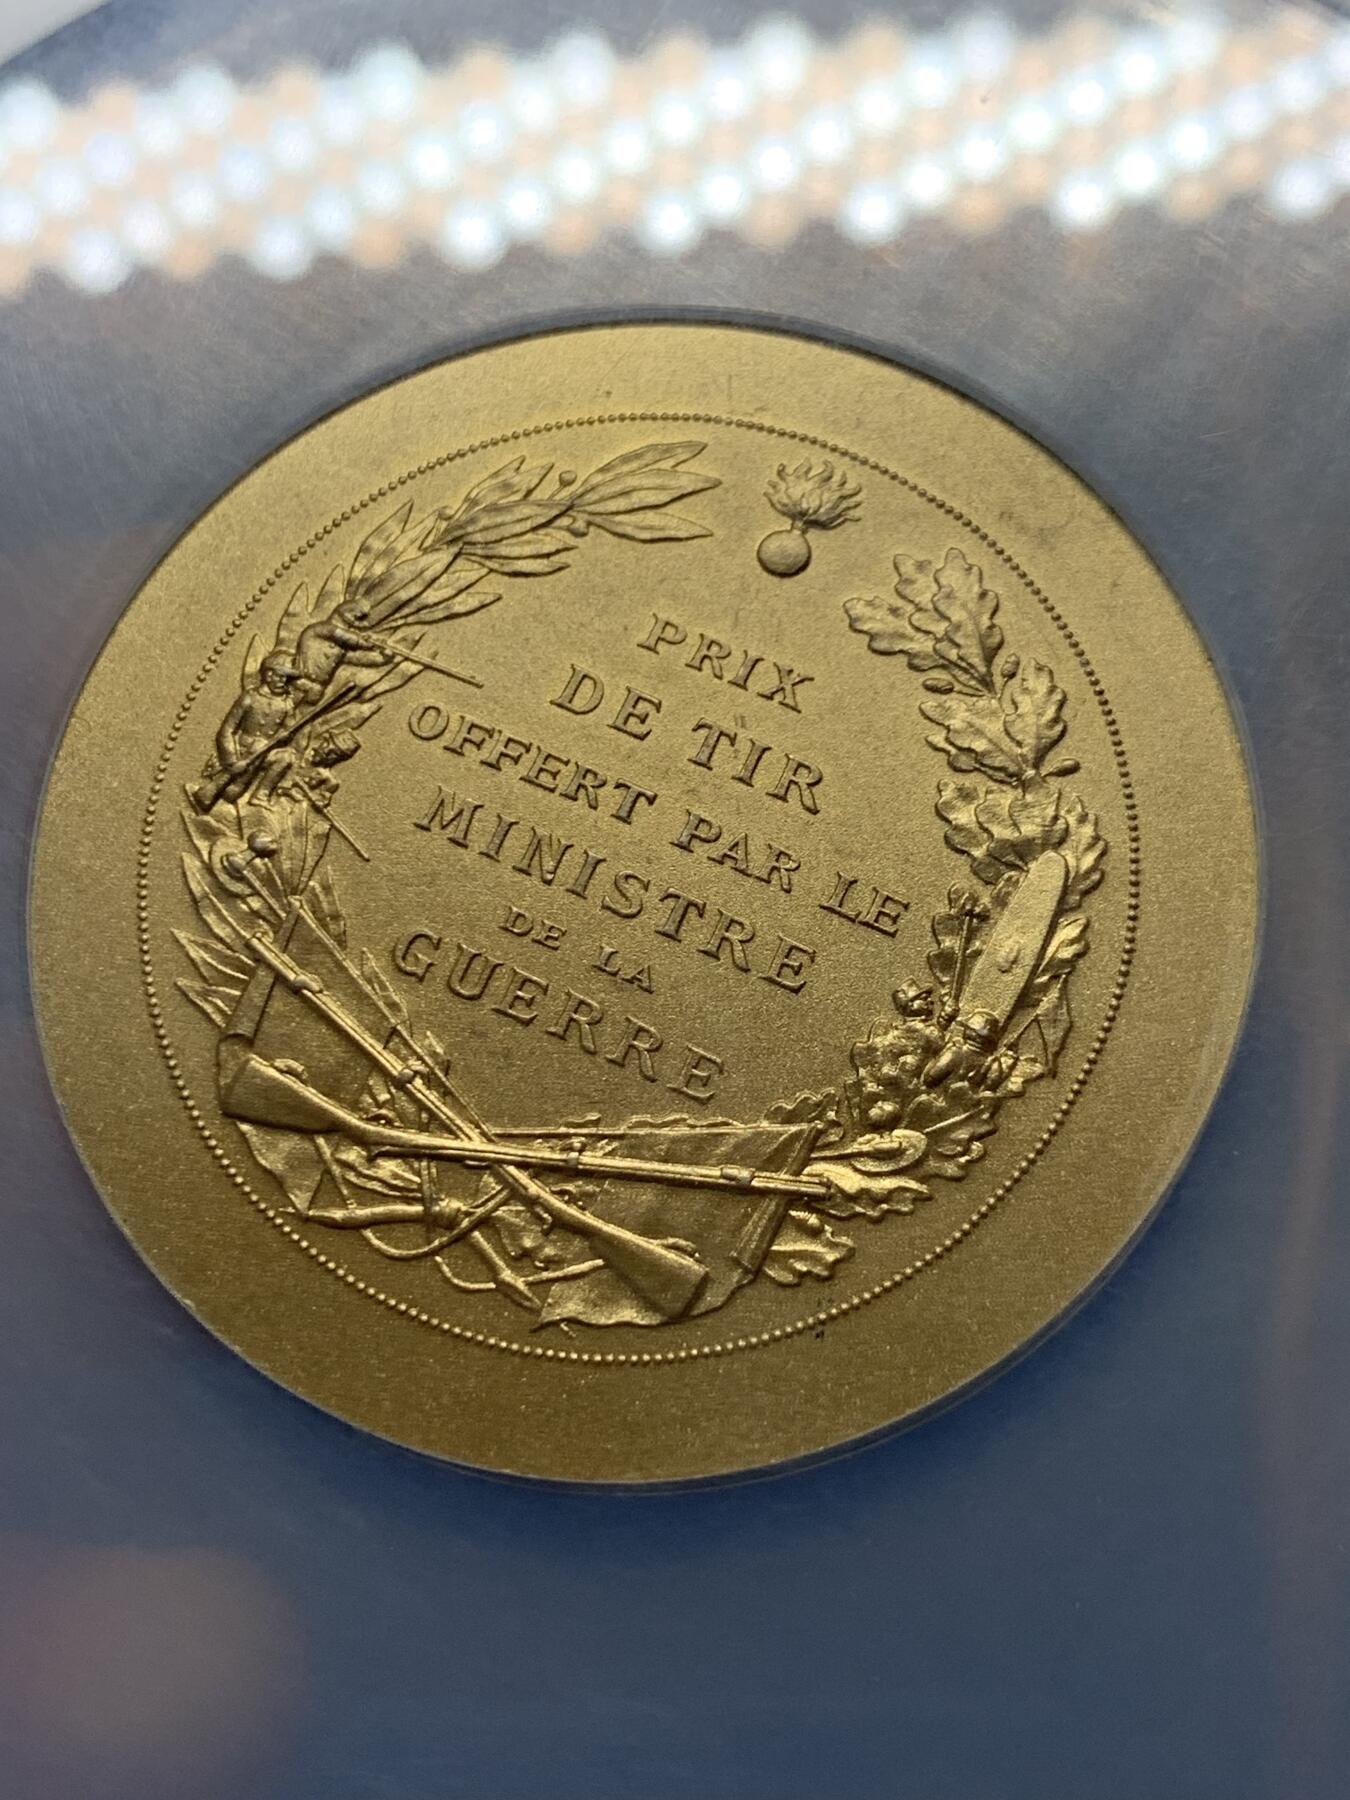 PRIX
DE TIR
OFFERT PAR LE
MINISTRE
DE LA
GUERRE